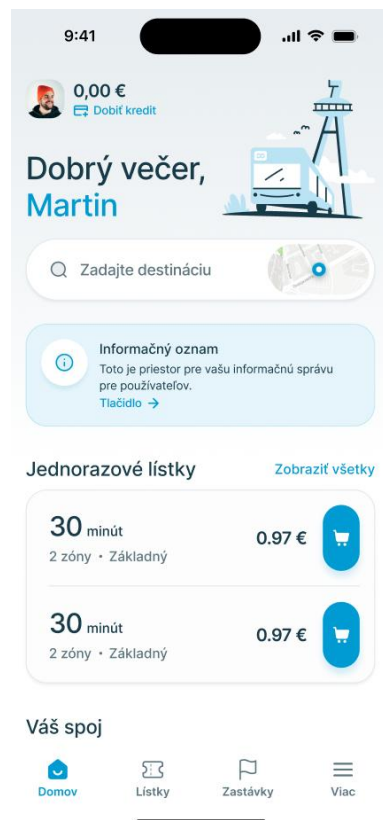 9:41
0,00 €
Dobiť kredit
Dobrý večer,
Martin
Zadajte destináciu
Informačný oznam
Toto je priestor pre vašu informačnú správu
pre používateľov.
Tlačidlo →
Jednorazové lístky
Zobraziť všetky
30 minút
0.97 €
2 zóny • Základný
30 minút
0.97 €
2 zóny • Základný
Váš spoj
Domov
Lístky
Zastávky
Viac